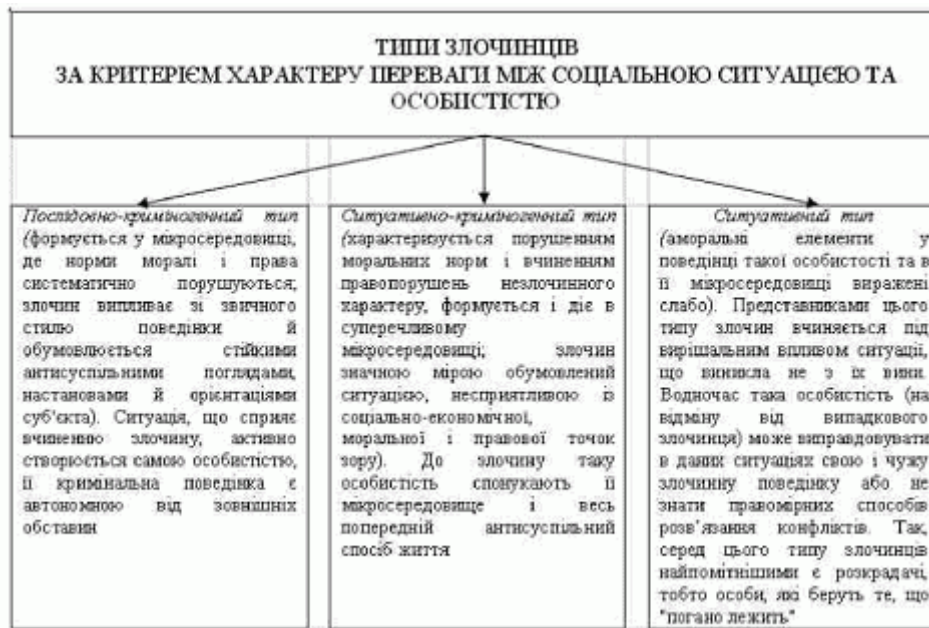 ТИПИ ЗЛОЧИНЦІВ
ЗА КРИТЕРІЄМ ХАРАКТЕРУ ПЕРЕВАГИ МІЖ СОЦІАЛЬНОЮ СИТУАЦІЄЮ ТА
ОСОБИСТІСТЮ
Послідовно-криміногенний тип
(формується у мікросередовищі,
де норми моралі і права
систематично порушуються;
злочин випливає зі звичного
стилю поведінки й
обумовлюється стійкими
антисуспільними поглядами,
настановами й орієнтаціями
суб'єкта). Ситуація, що сприяє
вчиненню злочину, активно
створюється самою особистістю,
її кримінальна поведінка є
автономною від зовнішніх
обставин
Ситуативно-криміногенний тип
(характеризується порушенням
моральних норм і вчиненням
правопорушень незлочинного
характеру, формується і діє в
суперечливому
мікросередовищі; злочин
значною мірою обумовлений
ситуацією, несприятливою із
соціально-економічної,
моральної і правової точок
зору). До злочину таку
особистість спонукають її
мікросередовище і весь
попередній антисуспільний
спосіб життя
Ситуативний тип
(аморальні елементи у
поведінці такої особистості та в
її мікросередовищі виражені
слабо). Представниками цього
типу злочин вчиняється під
вирішальним впливом ситуації,
що виникла не з їх вини.
Водночас така особистість (на
відміну від випадкового
злочинця) може виправдовувати
в даних ситуаціях свою і чужу
злочинну поведінку або не
знати правомірних способів
розв'язання конфліктів. Так,
серед цього типу злочинців
найпомітнішими є розкрадачі,
тобто особи, які беруть те, що
"погано лежить"